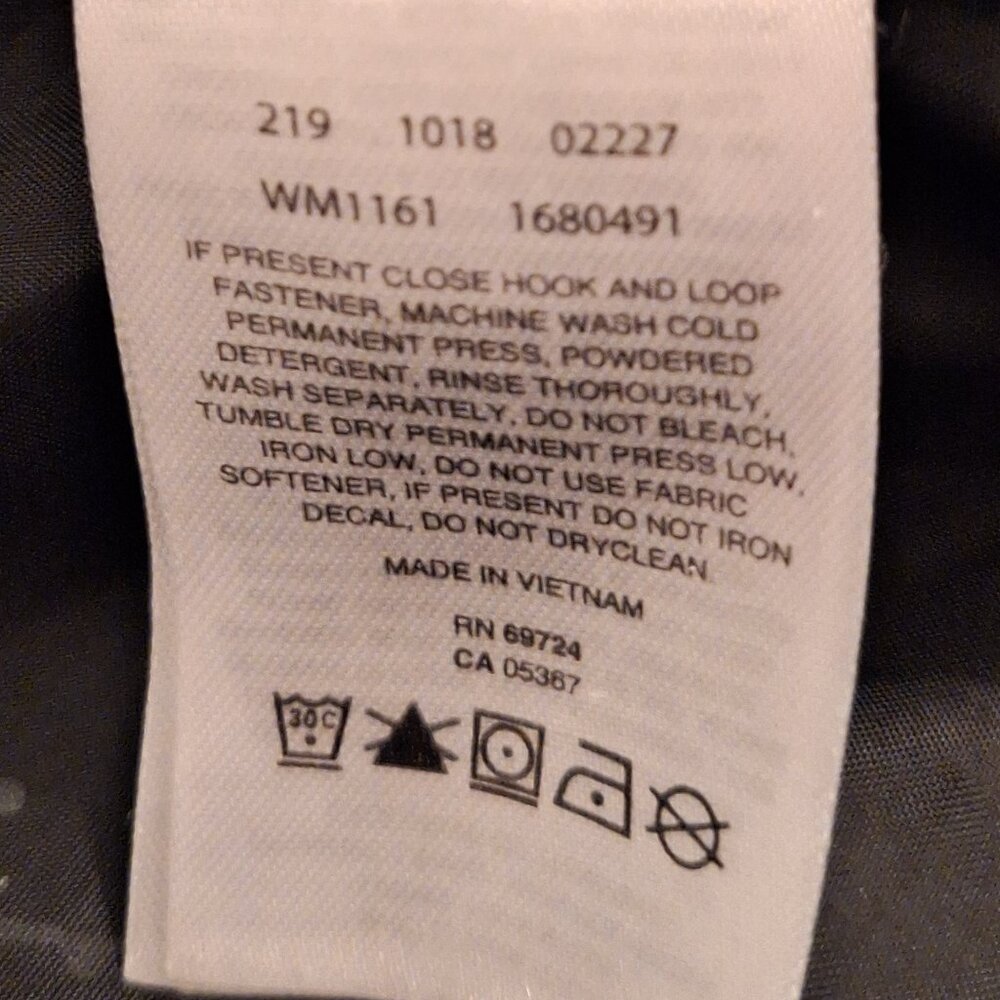 219 1018 02227
WM1161 1680491
IF PRESENT CLOSE HOOK AND LOOP
FASTENER, MACHINE WASH COLD
PERMANENT PRESS, POWDERED
DETERGENT, RINSE THOROUGHLY,
WASH SEPARATELY, DO NOT BLEACH,
TUMBLE DRY PERMANENT PRESS LOW,
IRON LOW, DO NOT USE FABRIC
SOFTENER, IF PRESENT DO NOT IRON
DECAL, DO NOT DRYCLEAN.
MADE IN VIETNAM
RN 69724
CA 05367
30C